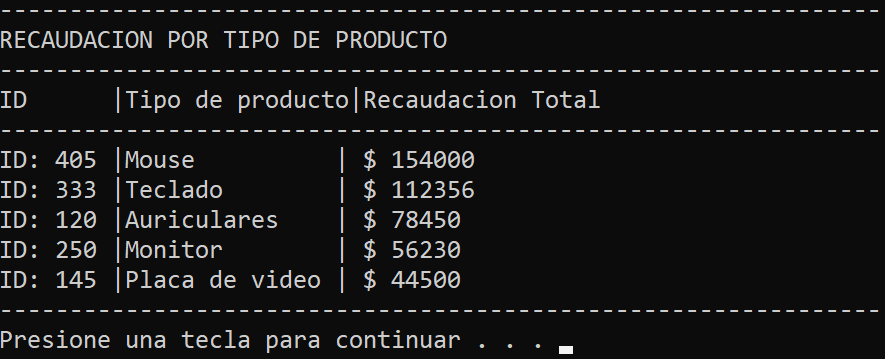 ---------------------------------------------------------------
RECAUDACION POR TIPO DE PRODUCTO
---------------------------------------------------------------
ID      |Tipo de producto|Recaudacion Total
---------------------------------------------------------------
ID: 405 |Mouse          | $ 154000
ID: 333 |Teclado        | $ 112356
ID: 120 |Auriculares    | $ 78450
ID: 250 |Monitor        | $ 56230
ID: 145 |Placa de video | $ 44500
---------------------------------------------------------------
Presione una tecla para continuar . . .